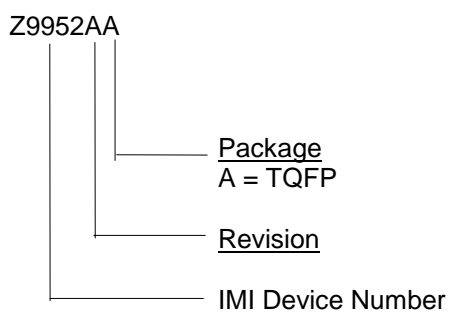 Z9952AA
Package
A = TQFP
Revision
IMI Device Number